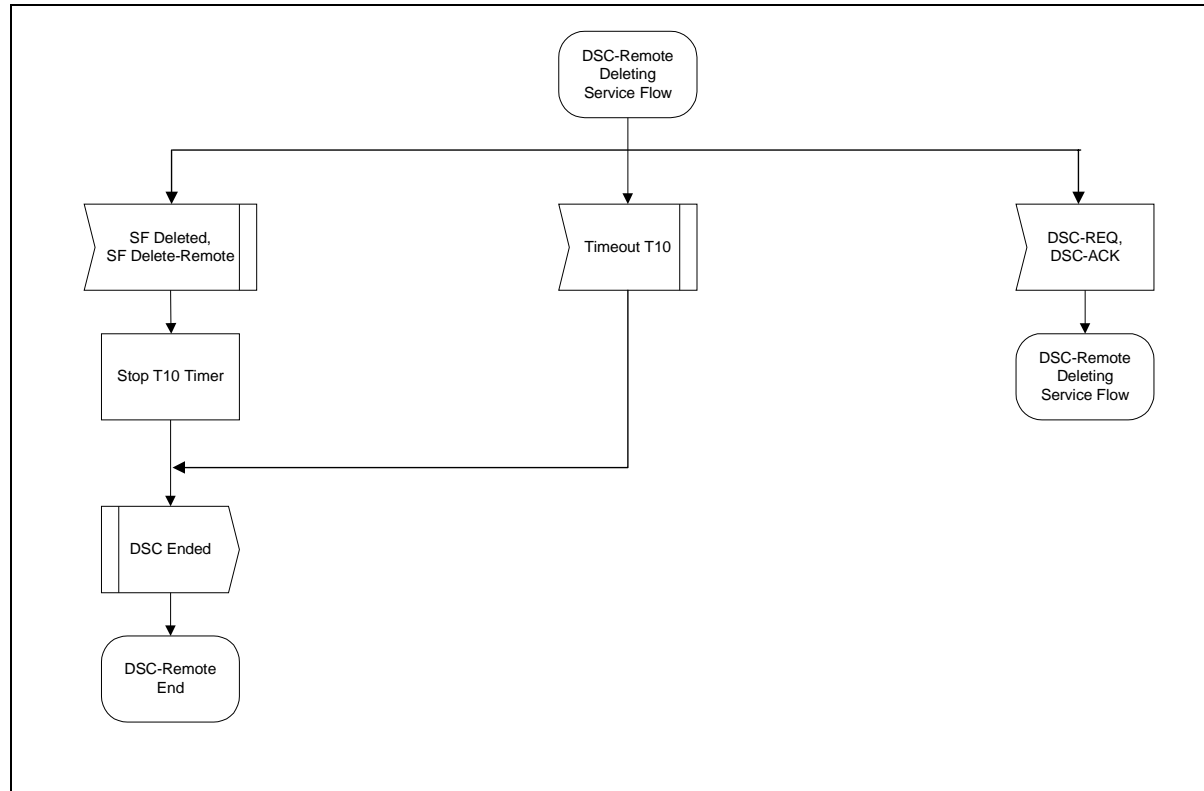 DSC-Remote
Deleting
Service Flow
SF Deleted,
SF Delete-Remote
Timeout T10
DSC-REQ,
DSC-ACK
Stop T10 Timer
DSC-Remote
Deleting
Service Flow
DSC Ended
DSC-Remote
End